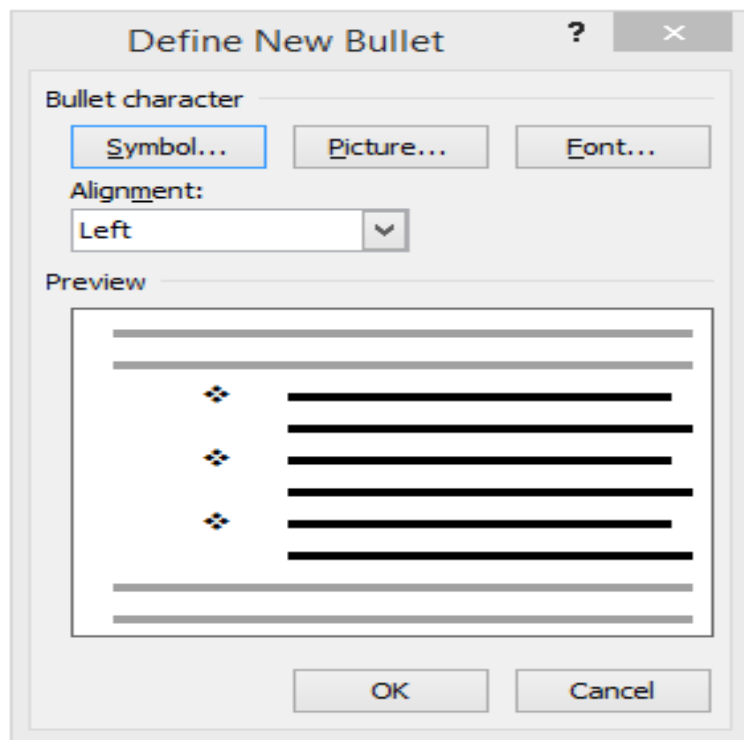 Define New Bullet ?
Bullet character
Symbol... Picture... Font...
Alignment:
Left
Preview
OK Cancel